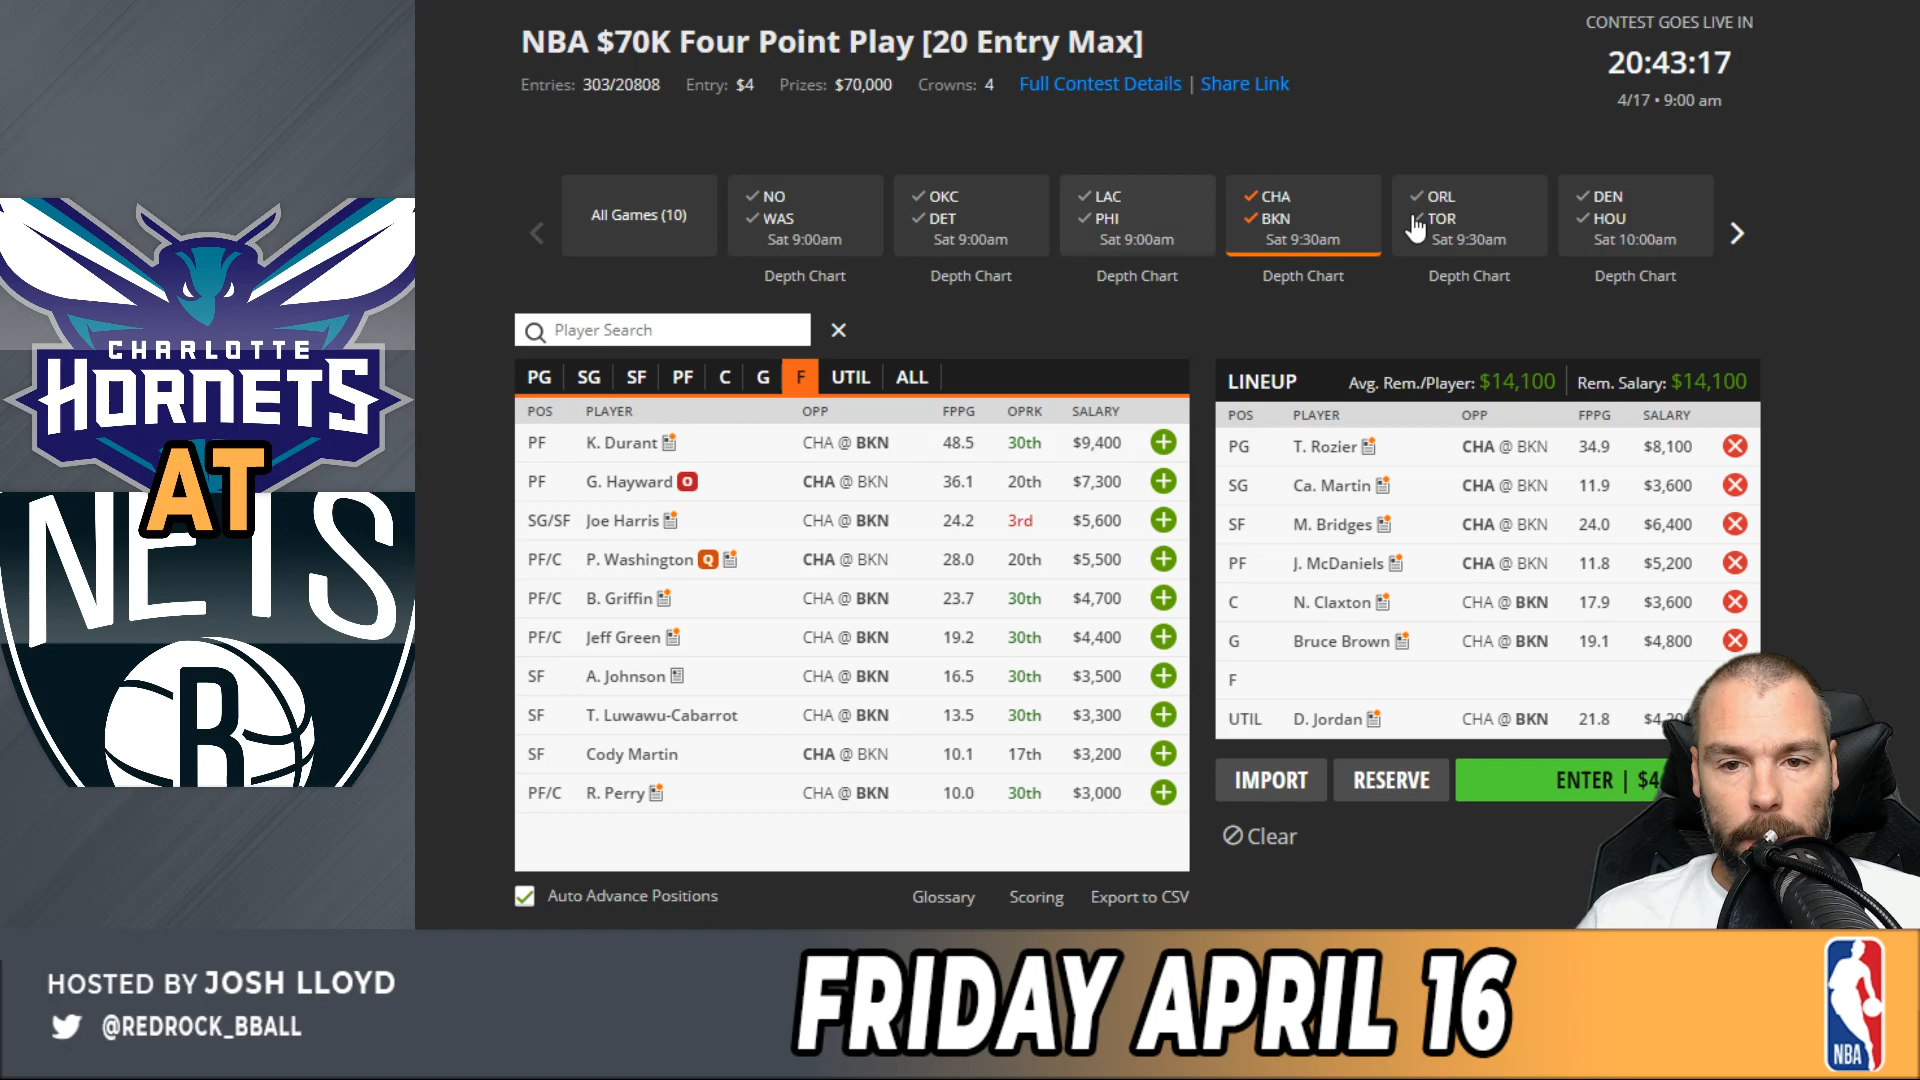 NBA $70K Four Point Play [20 Entry Max]
Entries: 303/20808 Entry: $4 Prizes: $70,000 Crowns: 4 Full Contest Details | Share Link
CONTEST GOES LIVE IN
20:43:17
4/17 • 9:00 am
All Games (10)
NO
WAS
Sat 9:00am
Depth Chart
OKC
DET
Sat 9:00am
Depth Chart
LAC
PHI
Sat 9:00am
Depth Chart
CHA
BKN
Sat 9:30am
Depth Chart
ORL
TOR
Sat 9:30am
Depth Chart
DEN
HOU
Sat 10:00am
Depth Chart
Player Search
PG SG SF PF C G F UTIL ALL
POS PLAYER OPP FPPG OPRK SALARY
PF K. Durant CHA @ BKN 48.5 30th $9,400
PF G. Hayward O CHA @ BKN 36.1 20th $7,300
SG/SF Joe Harris CHA @ BKN 24.2 3rd $5,600
PF/C P. Washington Q CHA @ BKN 28.0 20th $5,500
PF/C B. Griffin CHA @ BKN 23.7 30th $4,700
PF/C Jeff Green CHA @ BKN 19.2 30th $4,400
SF A. Johnson CHA @ BKN 16.5 30th $3,500
SF T. Luwawu-Cabarrot CHA @ BKN 13.5 30th $3,300
SF Cody Martin CHA @ BKN 10.1 17th $3,200
PF/C R. Perry CHA @ BKN 10.0 30th $3,000
Auto Advance Positions Glossary Scoring Export to CSV
LINEUP Avg. Rem./Player: $14,100 Rem. Salary: $14,100
POS PLAYER OPP FPPG SALARY
PG T. Rozier CHA @ BKN 34.9 $8,100
SG Ca. Martin CHA @ BKN 11.9 $3,600
SF M. Bridges CHA @ BKN 24.0 $6,400
PF J. McDaniels CHA @ BKN 11.8 $5,200
C N. Claxton CHA @ BKN 17.9 $3,600
G Bruce Brown CHA @ BKN 19.1 $4,800
F
UTIL D. Jordan CHA @ BKN 21.8
IMPORT RESERVE ENTER | $4
Clear
CHARLOTTE
HORNETS
AT
NETS
B
HOSTED BY JOSH LLOYD
@REDROCK_BBALL
FRIDAY APRIL 16
NBA